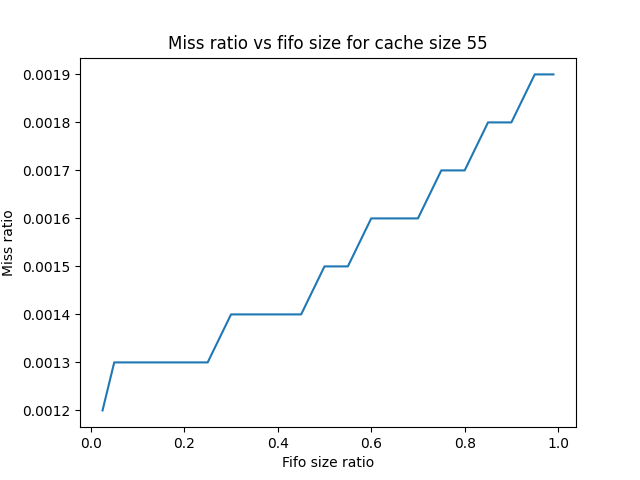 Miss ratio vs fifo size for cache size 55
Miss ratio
0.0019
0.0018
0.0017
0.0016
0.0015
0.0014
0.0013
0.0012
0.0 0.2 0.4 0.6 0.8 1.0
Fifo size ratio